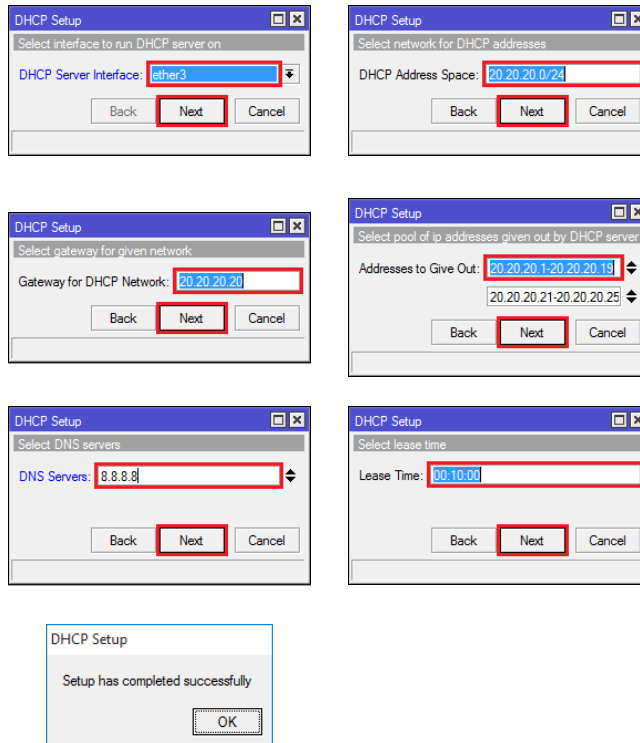 DHCP Setup
Select interface to run DHCP server on
DHCP Server Interface: ether3
Back Next Cancel
DHCP Setup
Select network for DHCP addresses
DHCP Address Space: 20.20.20.0/24
Back Next Cancel
DHCP Setup
Select gateway for given network
Gateway for DHCP Network: 20.20.20.20
Back Next Cancel
DHCP Setup
Select pool of ip addresses given out by DHCP server
Addresses to Give Out: 20.20.20.1-20.20.20.19
20.20.20.21-20.20.20.25
Back Next Cancel
DHCP Setup
Select DNS servers
DNS Servers: 8.8.8.8
Back Next Cancel
DHCP Setup
Select lease time
Lease Time: 00:10:00
Back Next Cancel
DHCP Setup
Setup has completed successfully
OK